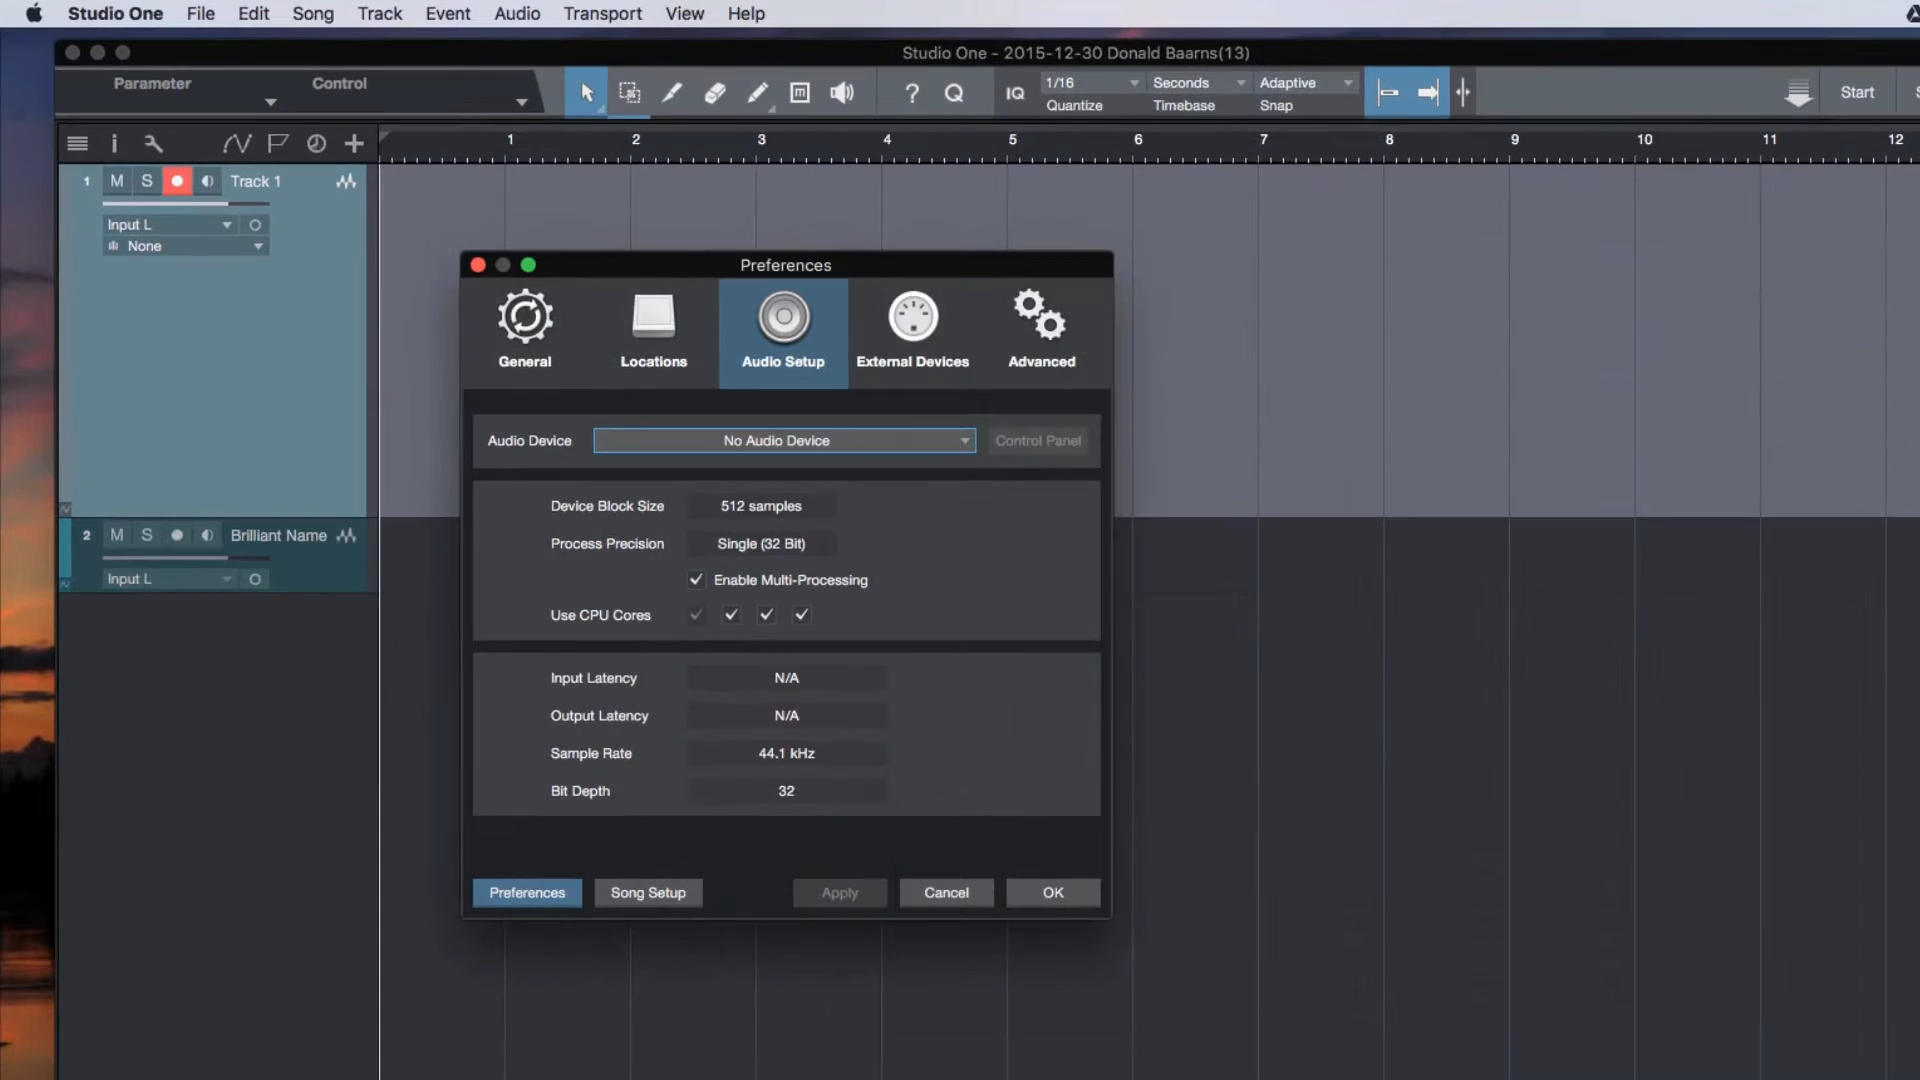 Studio One File Edit Song Track Event Audio Transport View Help
Studio One - 2015-12-30 Donald Baarns(13)
Parameter Control
? Q IQ 1/16 Seconds Adaptive Start
Quantize Timebase Snap
i 1 2 3 4 5 6 7 8 9 10 11 12
1 M S Track 1
Input L
None
Preferences
General Locations Audio Setup External Devices Advanced
Audio Device No Audio Device Control Panel
Device Block Size 512 samples
2 M S Brilliant Name
Process Precision Single (32 Bit)
Input L
Enable Multi-Processing
Use CPU Cores
Input Latency N/A
Output Latency N/A
Sample Rate 44.1 kHz
Bit Depth 32
Preferences Song Setup Apply Cancel OK